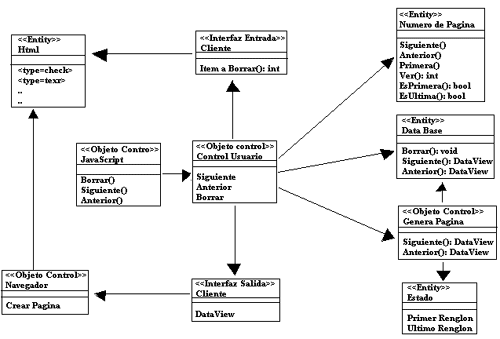 <<Entity>>
Html
<type=check>
<type=texr>
..
..
<<Interfaz Entrada>>
Cliente
Item a Borrar(): int
<<Entity>>
Numero de Pagina
Siguiente()
Anterior()
Primera()
Ver(): int
EsPrimera(): bool
EsUltima(): bool
<<Objeto Contro>>
JavaScript
Borrar()
Siguiente()
Anterior()
<<Objeto control>>
Control Usuario
Siguiente
Anterior
Borrar
<<Entity>>
Data Base
Borrar(): void
Siguiente(): DataView
Anterior(): DataView
<<Objeto Control>>
Genera Pagina
Siguiente(): DataView
Anterior(): DataView
<<Objeto Control>>
Navegador
Crear Pagina
<<Interfaz Salida>>
Cliente
DataView
<<Entity>>
Estado
Primer Renglon
Ultimo Renglon